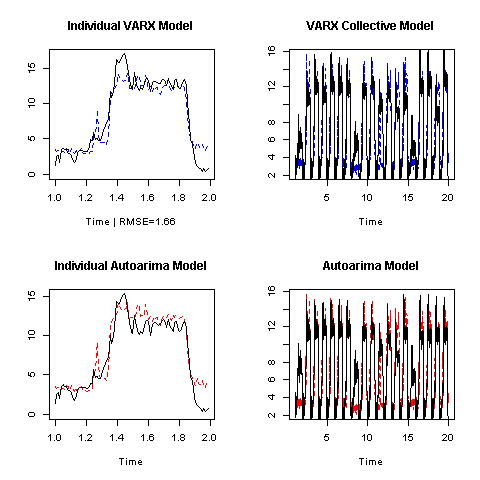 Individual VARX Model
VARX Collective Model
0 5 10 15
1.0 1.2 1.4 1.6 1.8 2.0
Time | RMSE=1.66
2 4 6 8 12 16
5 10 15 20
Time
Individual Autoarima Model
Autoarima Model
0 5 10 15
1.0 1.2 1.4 1.6 1.8 2.0
Time
2 4 6 8 12 16
5 10 15 20
Time